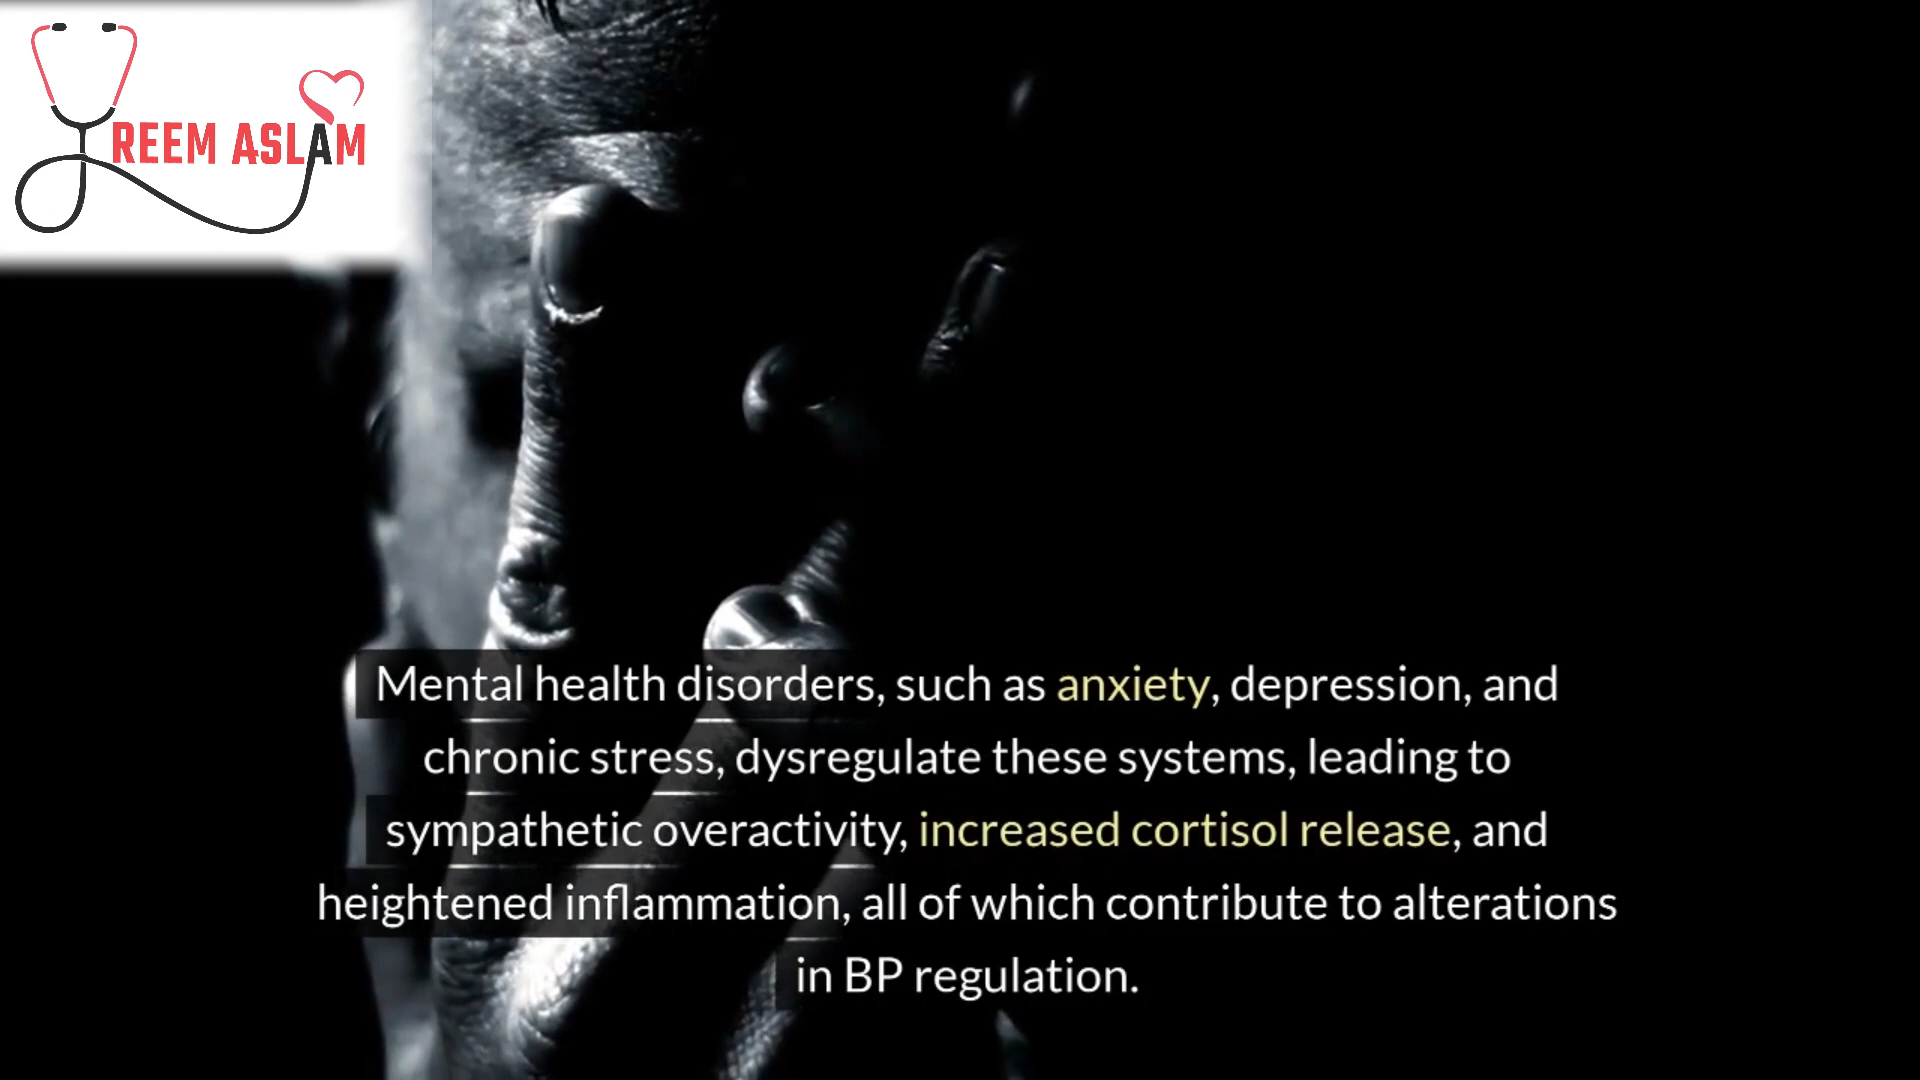 REEM ASLAM
Mental health disorders, such as anxiety, depression, and
chronic stress, dysregulate these systems, leading to
sympathetic overactivity, increased cortisol release, and
heightened inflammation, all of which contribute to alterations
in BP regulation.